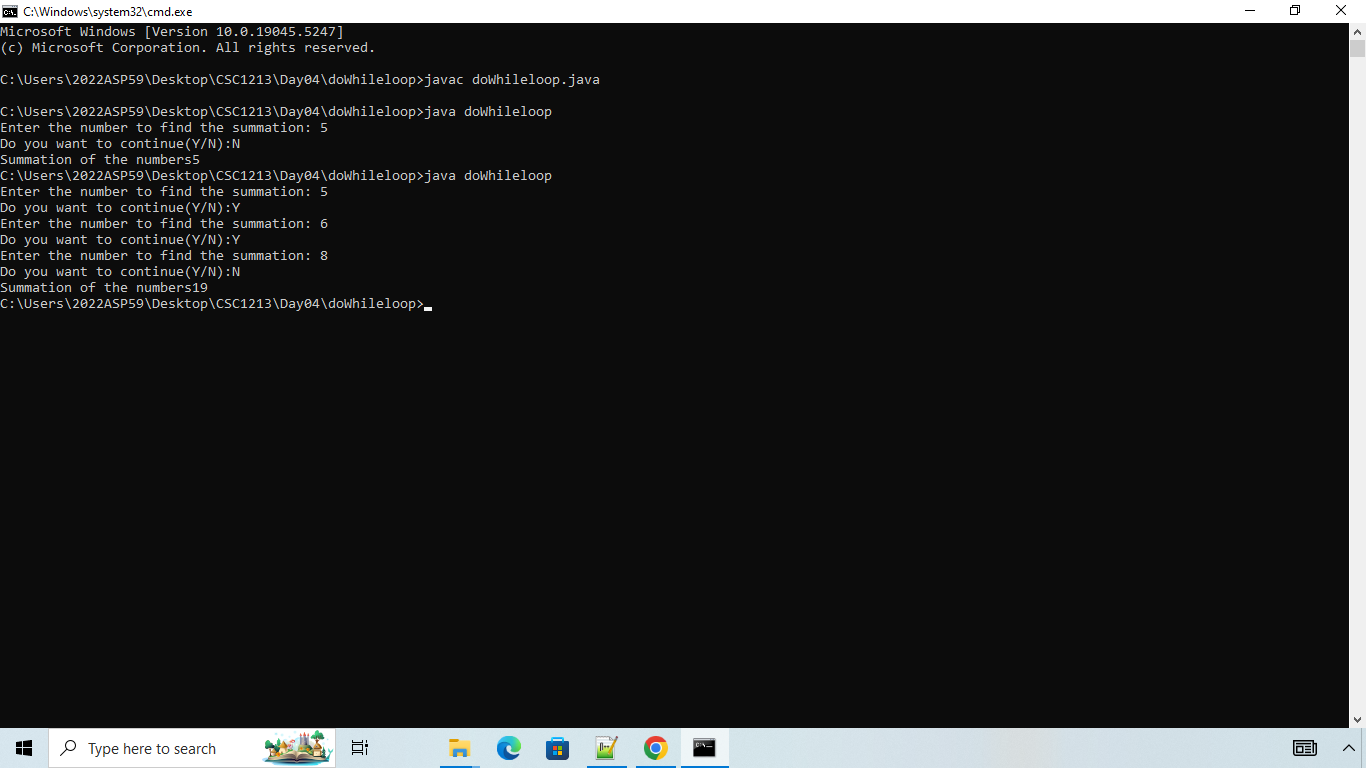 C:\Windows\system32\cmd.exe
Microsoft Windows [Version 10.0.19045.5247]
(c) Microsoft Corporation. All rights reserved.
C:\Users\2022ASP59\Desktop\CSC1213\Day04\doWhileloop>javac doWhileloop.java
C:\Users\2022ASP59\Desktop\CSC1213\Day04\doWhileloop>java doWhileloop
Enter the number to find the summation: 5
Do you want to continue(Y/N):N
Summation of the numbers5
C:\Users\2022ASP59\Desktop\CSC1213\Day04\doWhileloop>java doWhileloop
Enter the number to find the summation: 5
Do you want to continue(Y/N):Y
Enter the number to find the summation: 6
Do you want to continue(Y/N):Y
Enter the number to find the summation: 8
Do you want to continue(Y/N):N
Summation of the numbers19
C:\Users\2022ASP59\Desktop\CSC1213\Day04\doWhileloop>
Type here to search